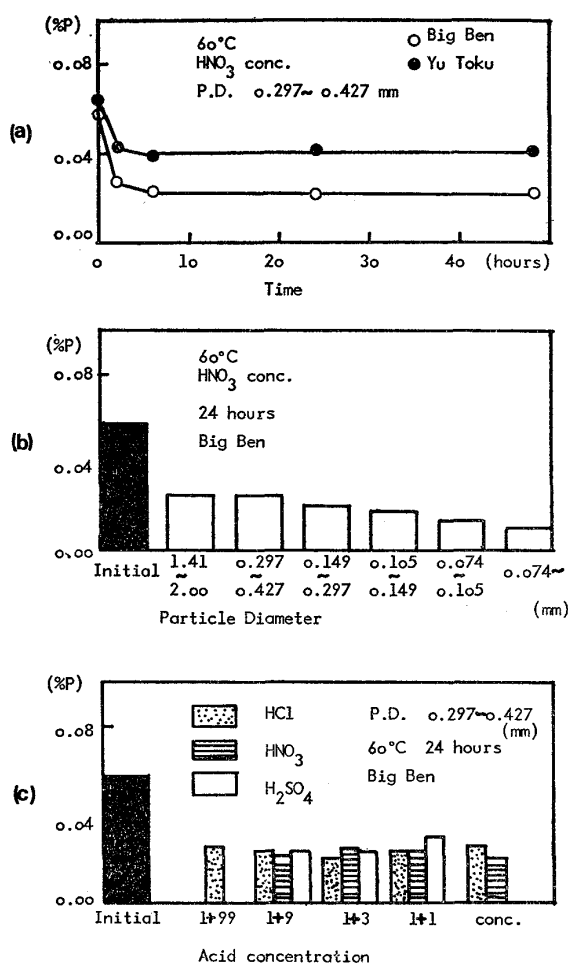 (%P)
60°C
HNO3 conc.
P.D. 0.297~ 0.427 mm
Big Ben
Yu Toku
0.08
(a)
0.04
0.00
0 10 20 30 40 (hours)
Time
(%P)
60°C
HNO3 conc.
24 hours
Big Ben
0.08
(b)
0.04
0.00
Initial 1.41 ~ 2.00 0.297 ~ 0.427 0.149 ~ 0.297 0.105 ~ 0.149 0.074 ~ 0.105 0.074~
(mm)
Particle Diameter
(%P)
HCl
HNO3
H2SO4
P.D. 0.297~0.427
(mm)
60°C 24 hours
Big Ben
0.08
(c)
0.04
0.00
Initial 1+99 1+9 1+3 1+1 conc.
Acid concentration